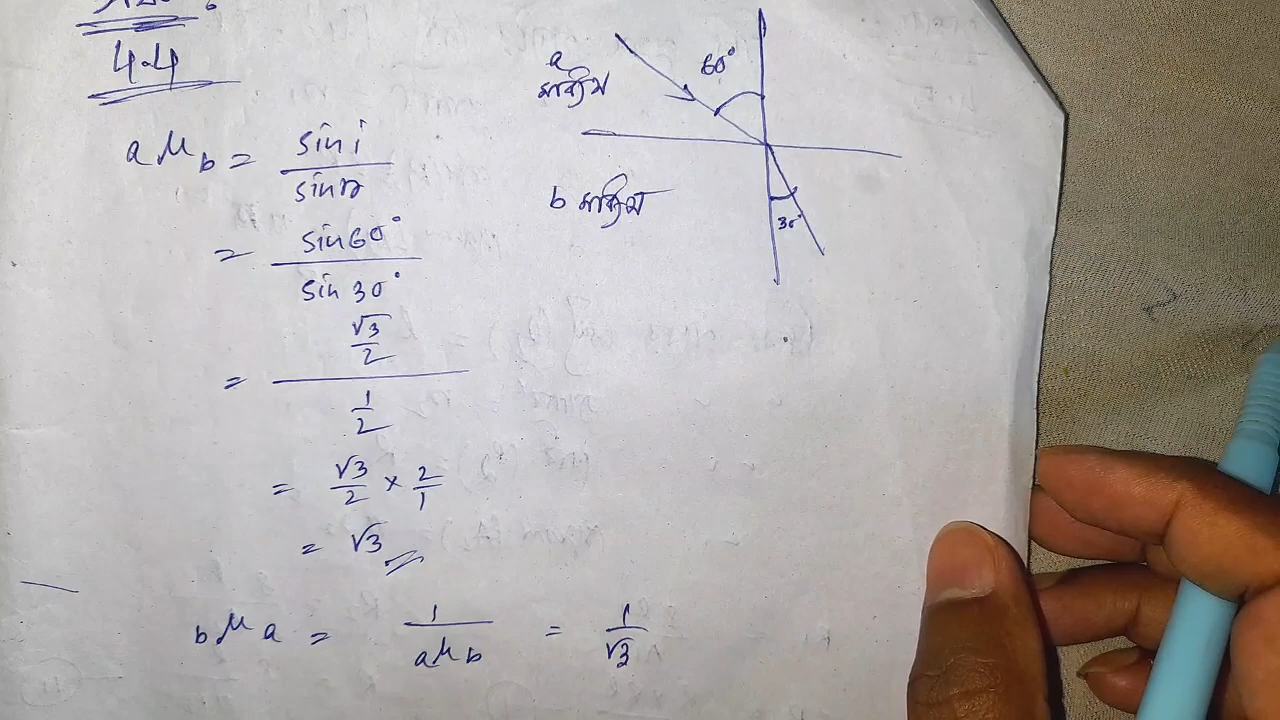 4.4
a মাধ্যম
60°
b মাধ্যম
30°
aμb = sin i / sin r
= sin 60° / sin 30°
= √3/2 / 1/2
= √3/2 × 2/1
= √3
bμa = 1/aμb = 1/√3